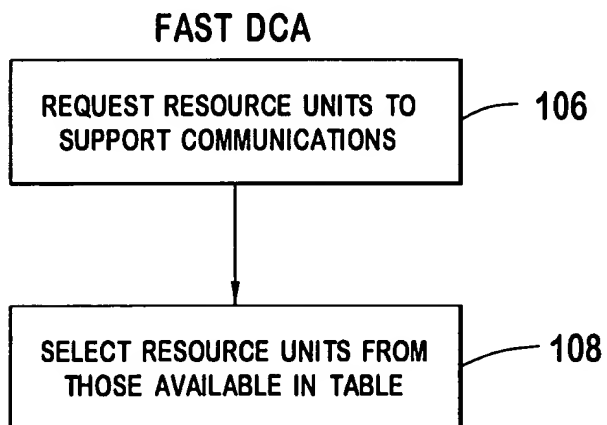 FAST DCA
REQUEST RESOURCE UNITS TO
SUPPORT COMMUNICATIONS
106
SELECT RESOURCE UNITS FROM
THOSE AVAILABLE IN TABLE
108